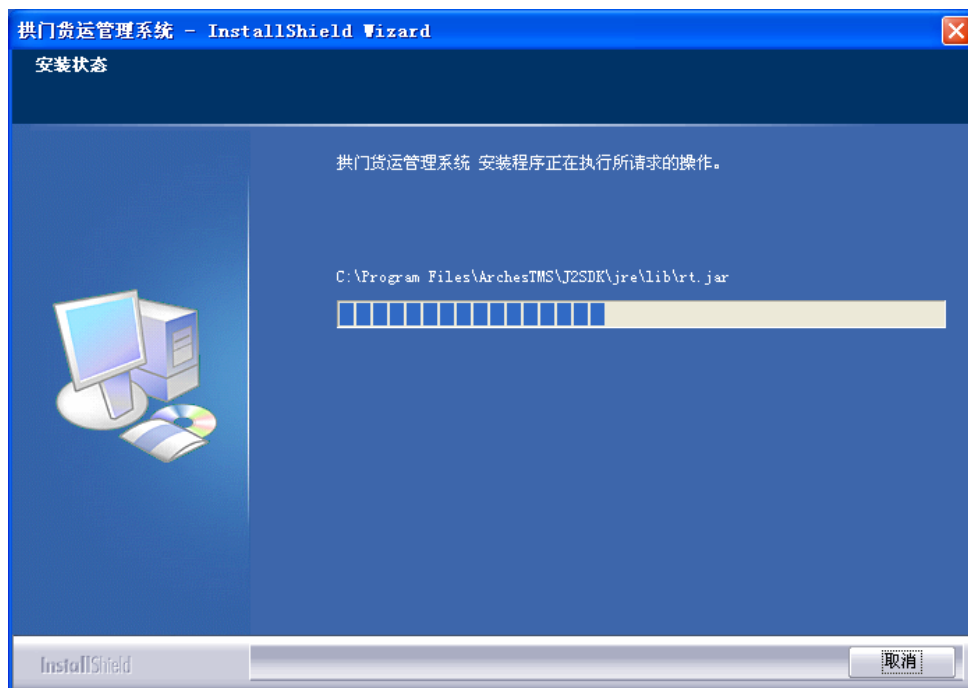 拱门货运管理系统 - InstallShield Wizard
安装状态
拱门货运管理系统 安装程序正在执行所请求的操作。
C:\Program Files\ArchesTMS\J2SDK\jre\lib\rt.jar
InstallShield
取消